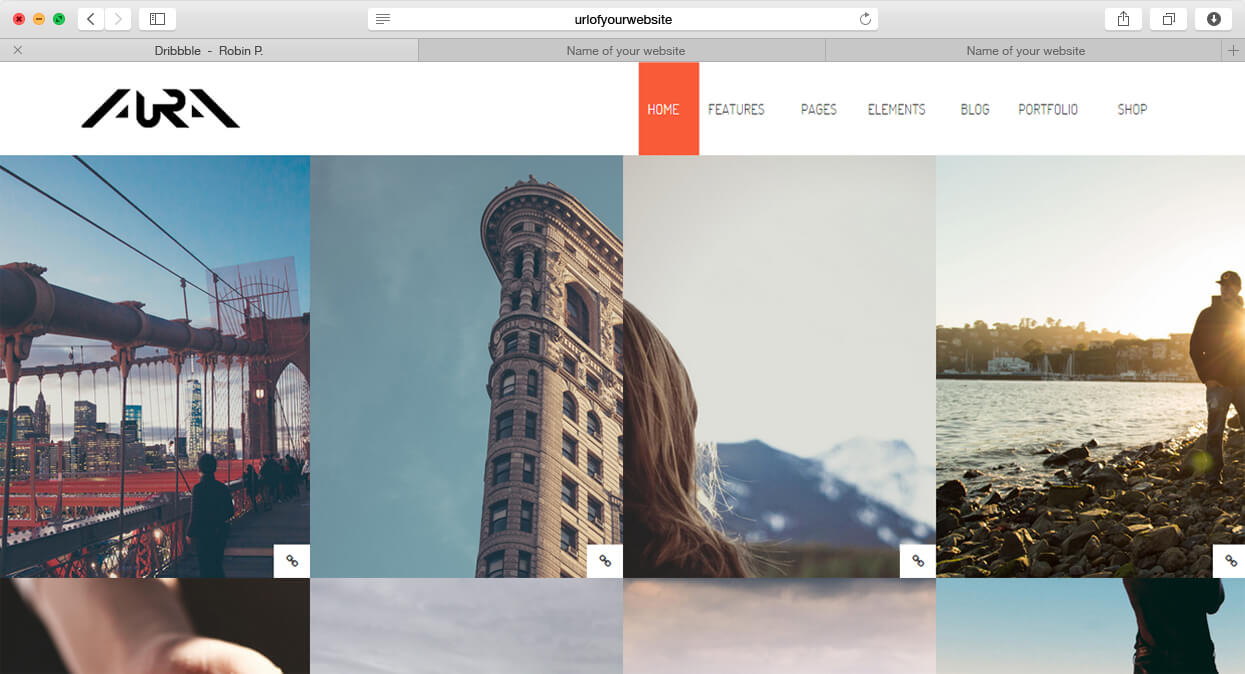 urlofyourwebsite
Dribbble - Robin P. Name of your website Name of your website
AURA HOME FEATURES PAGES ELEMENTS BLOG PORTFOLIO SHOP